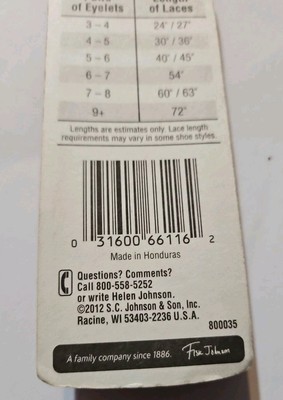 of Eyelets of Laces
3 – 4 24" / 27"
4 – 5 30" / 36"
5 – 6 40" / 45"
6 – 7 54"
7 – 8 60" / 63"
9+ 72"
Lengths are estimates only. Lace length
requirements may vary in some shoe styles.
0 31600 66116 2
Made in Honduras
Questions? Comments?
Call 800-558-5252
or write Helen Johnson.
©2012 S.C. Johnson & Son, Inc.
Racine, WI 53403-2236 U.S.A.
800035
A family company since 1886. Fisk Johnson